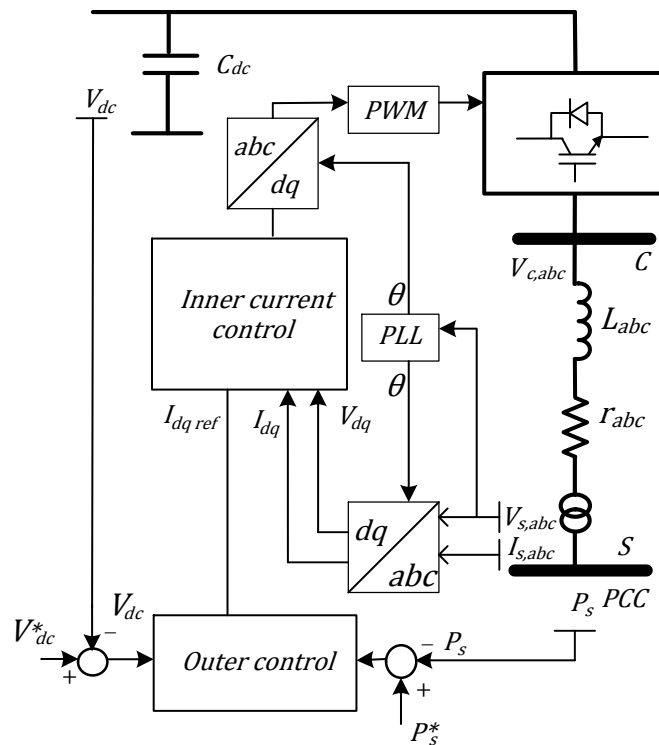 C_dc
V_dc
PWM
abc
dq
V_c,abc
C
Inner current
control
θ
PLL
θ
L_abc
r_abc
I_dq ref
I_dq
V_dq
dq
abc
V_s,abc
I_s,abc
S
PCC
V_dc
−
V*_dc
+
Outer control
−
P_s
+
P_s
P_s*